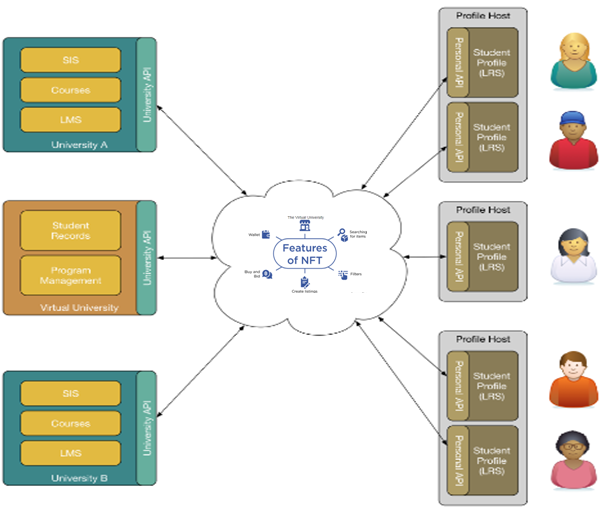 SIS
Courses
LMS
University A
University API
Student
Records
Program
Management
Virtual University
University API
SIS
Courses
LMS
University B
University API
The Virtual University
Wallet
Searching
for items
Features
of NFT
Buy and
Bid
Filters
Create listings
Profile Host
Personal API
Student
Profile
(LRS)
Personal API
Student
Profile
(LRS)
Profile Host
Personal API
Student
Profile
(LRS)
Profile Host
Personal API
Student
Profile
(LRS)
Personal API
Student
Profile
(LRS)